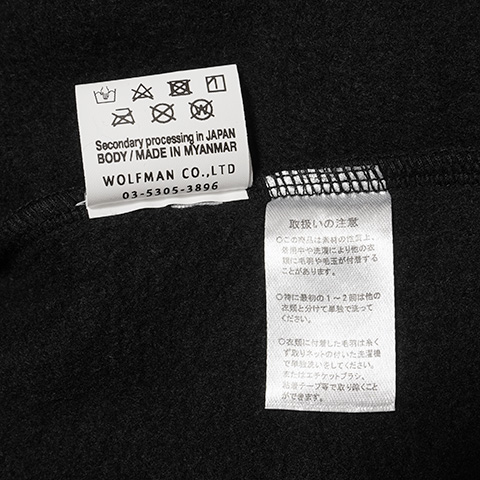 Secondary processing in JAPAN
BODY/MADE IN MYANMAR
WOLFMAN CO.,LTD
03-5305-3896
取扱いの注意
●この商品は素材の性質上、
着用中や洗濯により他の衣
類に毛羽や毛玉が付着する
ことがあります。
●特に最初の1〜2回は他の
衣類と分けて単独で洗って
ください。
●衣類に付着した毛羽は糸く
ず取りネットの付いた洗濯機
で単独洗いをしてください。
またはエチケットブラシ、
粘着テープ等で取り除くこと
ができます。